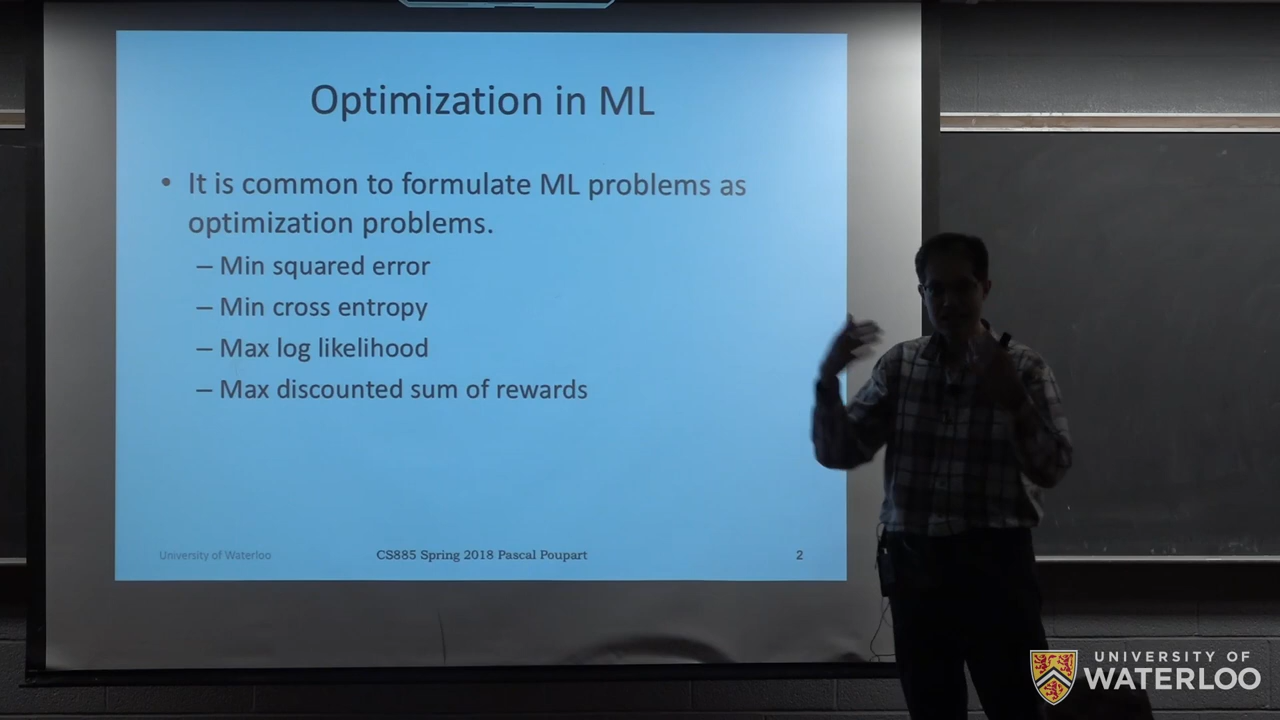 Optimization in ML
• It is common to formulate ML problems as
optimization problems.
– Min squared error
– Min cross entropy
– Max log likelihood
– Max discounted sum of rewards
University of Waterloo
CS885 Spring 2018 Pascal Poupart
2
UNIVERSITY OF
WATERLOO